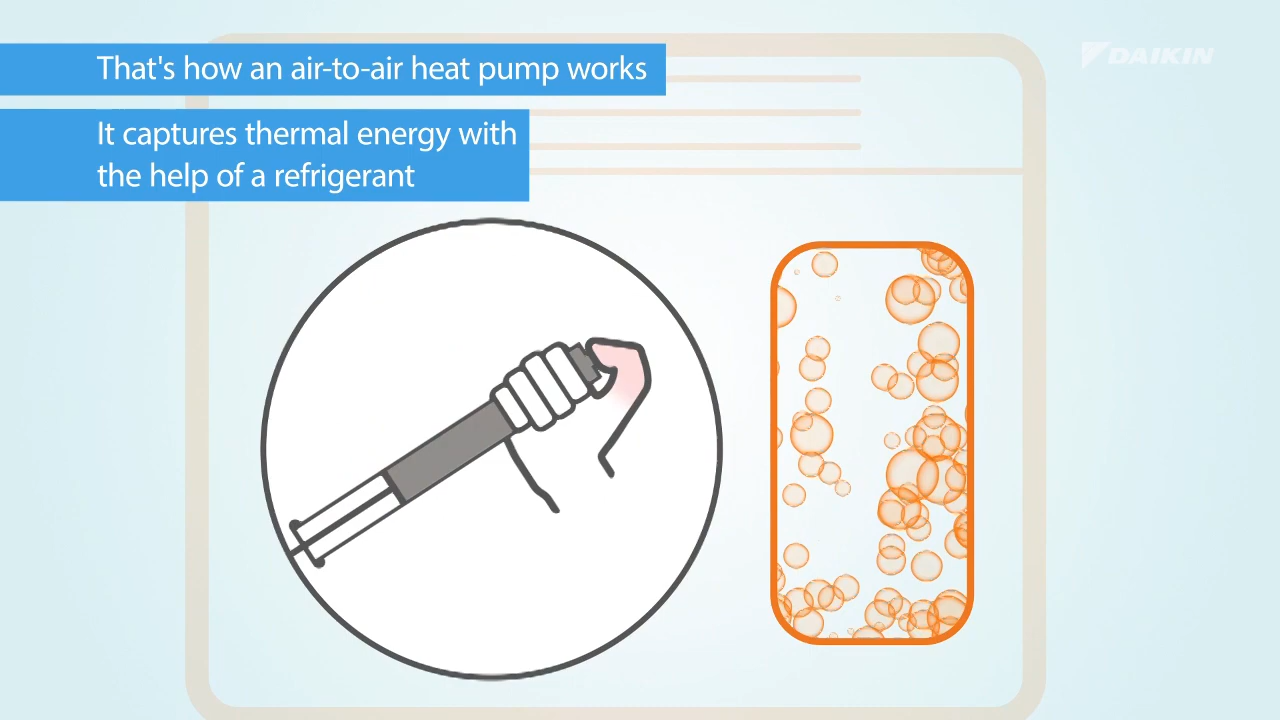 DAIKIN
That's how an air-to-air heat pump works
It captures thermal energy with
the help of a refrigerant